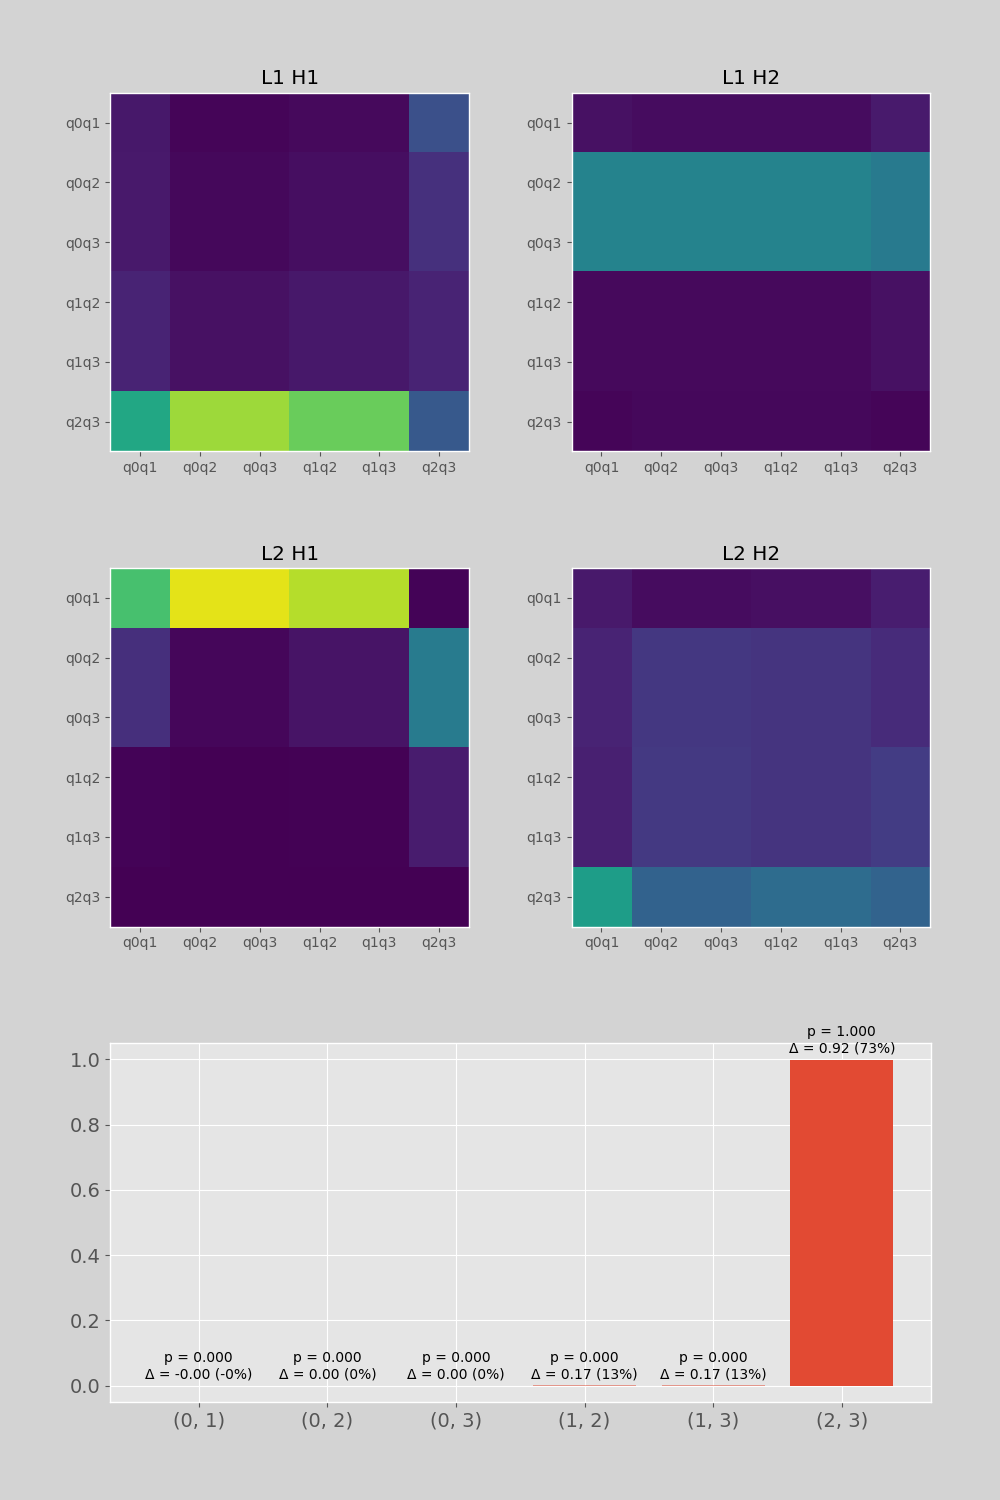 L1 H1
q0q1
q0q2
q0q3
q1q2
q1q3
q2q3
q0q1 q0q2 q0q3 q1q2 q1q3 q2q3
L1 H2
q0q1
q0q2
q0q3
q1q2
q1q3
q2q3
q0q1 q0q2 q0q3 q1q2 q1q3 q2q3
L2 H1
q0q1
q0q2
q0q3
q1q2
q1q3
q2q3
q0q1 q0q2 q0q3 q1q2 q1q3 q2q3
L2 H2
q0q1
q0q2
q0q3
q1q2
q1q3
q2q3
q0q1 q0q2 q0q3 q1q2 q1q3 q2q3
1.0
0.8
0.6
0.4
0.2
0.0
p = 0.000
Δ = -0.00 (-0%)
p = 0.000
Δ = 0.00 (0%)
p = 0.000
Δ = 0.00 (0%)
p = 0.000
Δ = 0.17 (13%)
p = 0.000
Δ = 0.17 (13%)
p = 1.000
Δ = 0.92 (73%)
(0, 1) (0, 2) (0, 3) (1, 2) (1, 3) (2, 3)